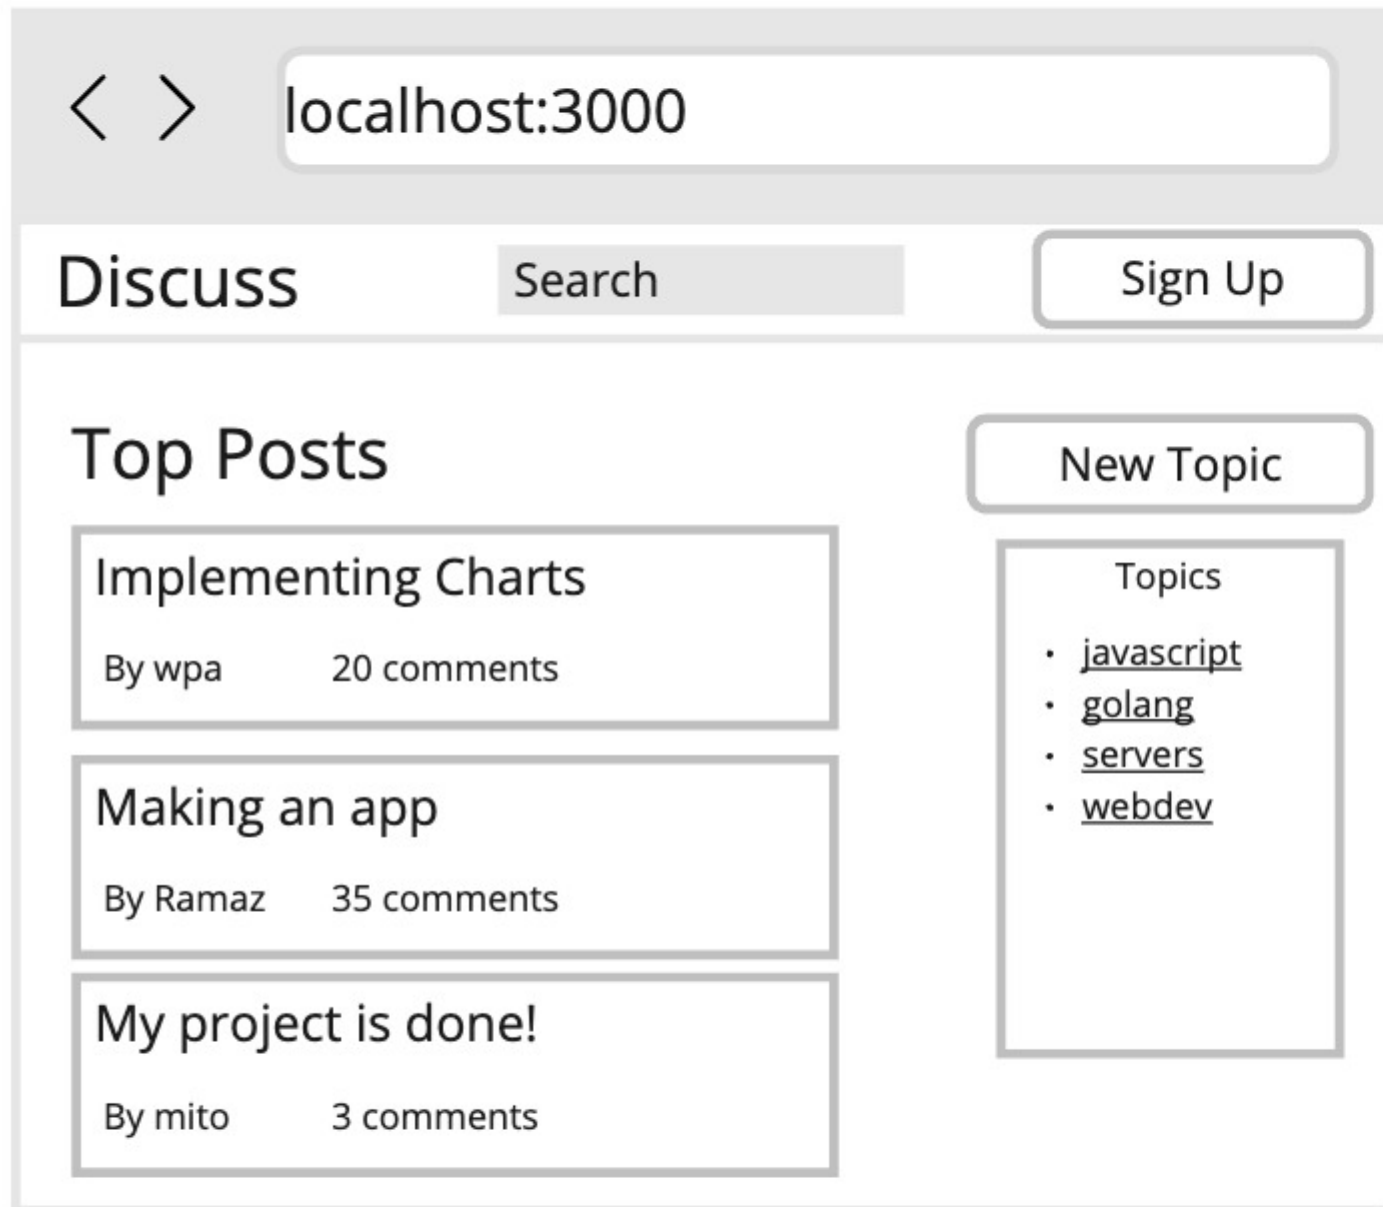 localhost:3000
Discuss
Search
Sign Up
Top Posts
Implementing Charts
By wpa
20 comments
Making an app
By Ramaz
35 comments
My project is done!
By mito
3 comments
New Topic
Topics
javascript
golang
servers
webdev